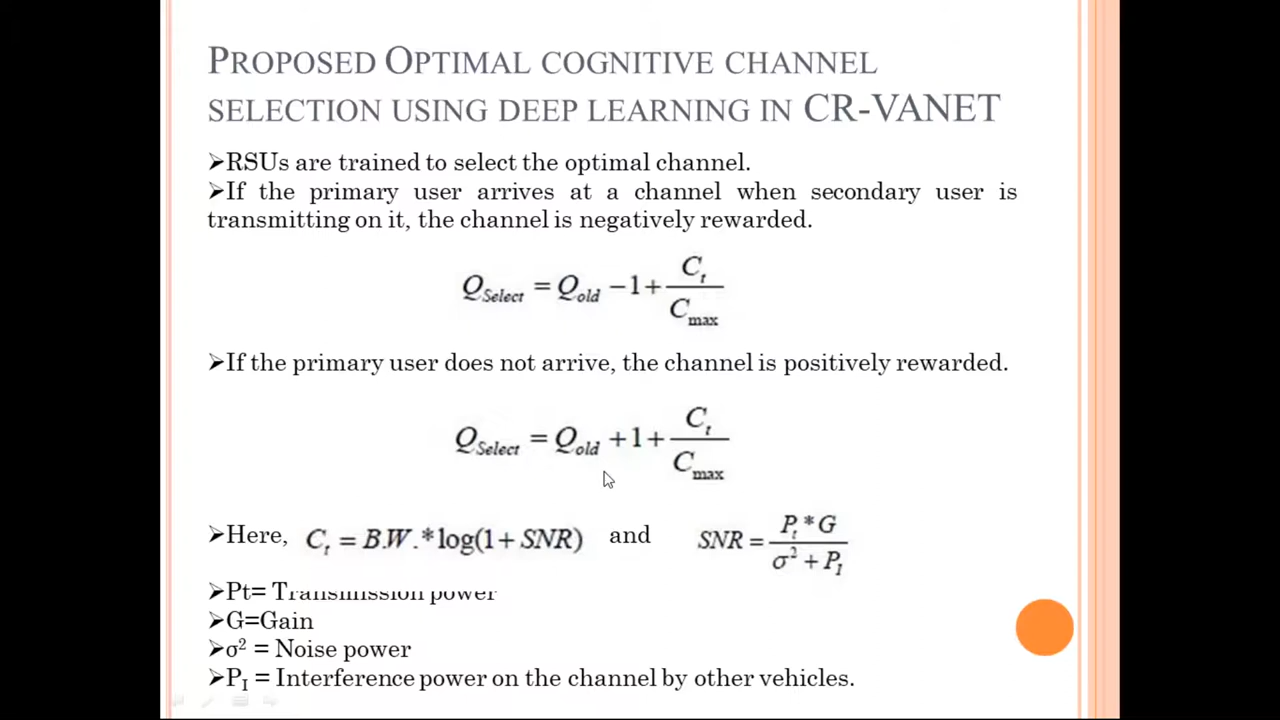 PROPOSED OPTIMAL COGNITIVE CHANNEL
SELECTION USING DEEP LEARNING IN CR-VANET
➢RSUs are trained to select the optimal channel.
➢If the primary user arrives at a channel when secondary user is
transmitting on it, the channel is negatively rewarded.
Q_Select = Q_old −1+ C_t / C_max
➢If the primary user does not arrive, the channel is positively rewarded.
Q_Select = Q_old +1+ C_t / C_max
➢Here, C_t = B.W.*log(1+SNR) and SNR = P_t*G / σ²+P_I
➢Pt= Transmission power
➢G=Gain
➢σ² = Noise power
➢P_I = Interference power on the channel by other vehicles.